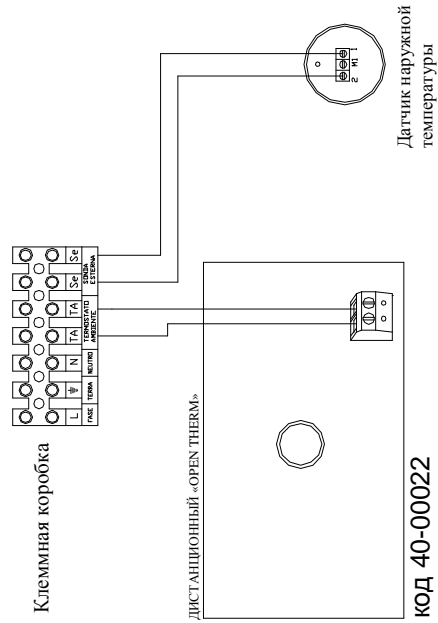 Клеммная коробка
L ⏚ N TA TA Se Se
FASE TERRA NEUTRO TERMOSTATO AMBIENTE SONDA ESTERNA
ДИСТАНЦИОННЫЙ «OPEN THERM»
2 M1 1
Датчик наружной
температуры
код 40-00022